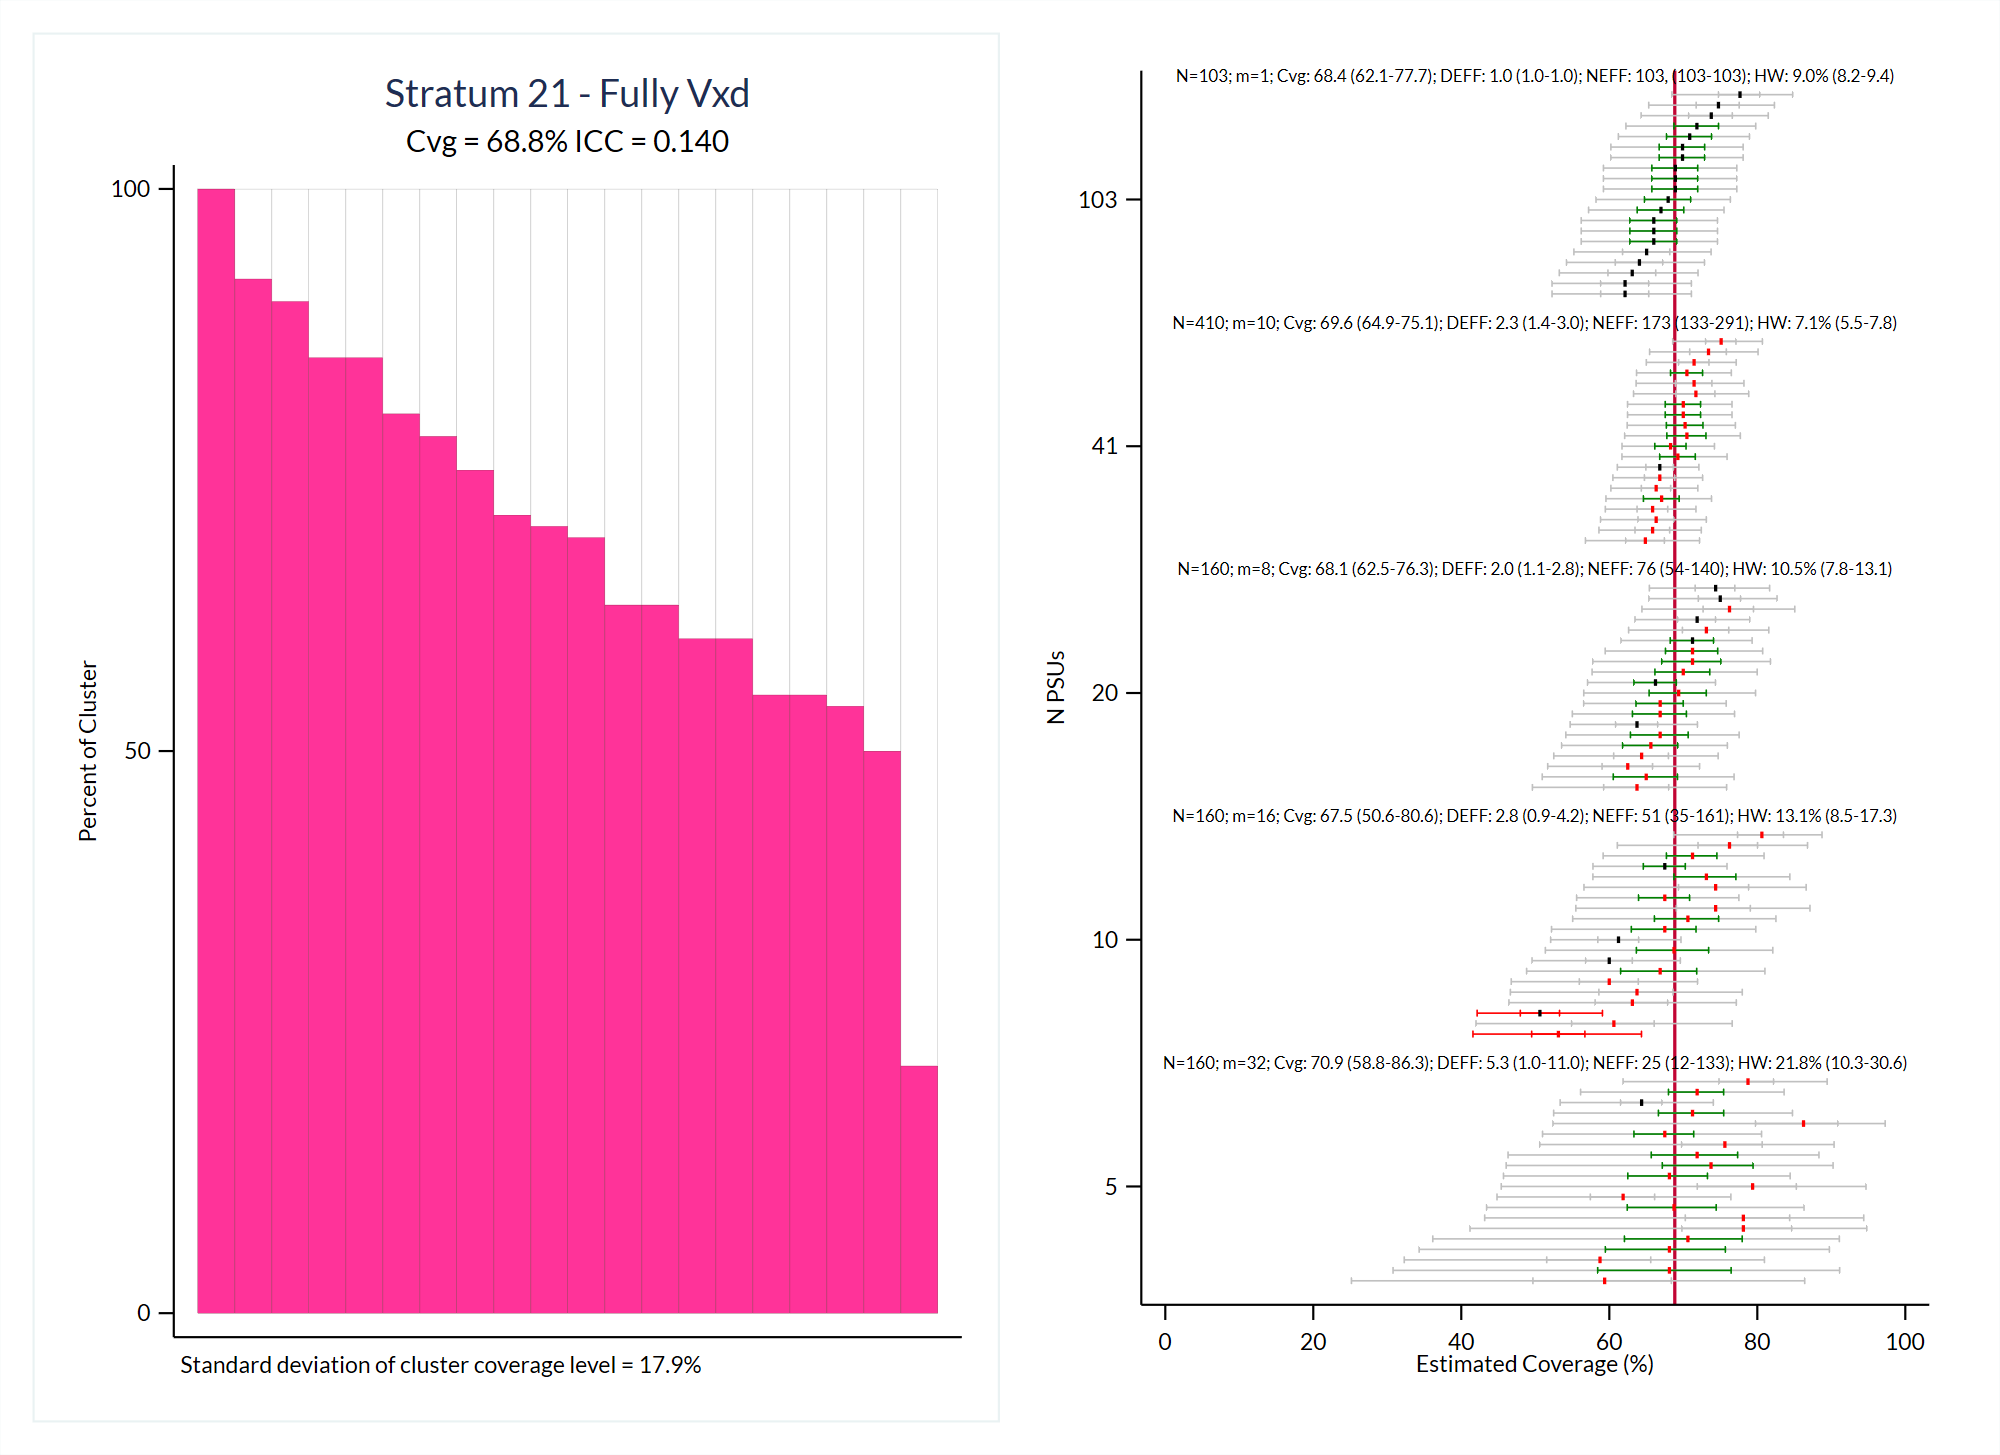 Stratum 21 - Fully Vxd
Cvg = 68.8% ICC = 0.140
100
50
0
Percent of Cluster
Standard deviation of cluster coverage level = 17.9%
N=103; m=1; Cvg: 68.4 (62.1-77.7); DEFF: 1.0 (1.0-1.0); NEFF: 103, (103-103); HW: 9.0% (8.2-9.4)
103
N=410; m=10; Cvg: 69.6 (64.9-75.1); DEFF: 2.3 (1.4-3.0); NEFF: 173 (133-291); HW: 7.1% (5.5-7.8)
41
N=160; m=8; Cvg: 68.1 (62.5-76.3); DEFF: 2.0 (1.1-2.8); NEFF: 76 (54-140); HW: 10.5% (7.8-13.1)
20
N PSUs
N=160; m=16; Cvg: 67.5 (50.6-80.6); DEFF: 2.8 (0.9-4.2); NEFF: 51 (35-161); HW: 13.1% (8.5-17.3)
10
N=160; m=32; Cvg: 70.9 (58.8-86.3); DEFF: 5.3 (1.0-11.0); NEFF: 25 (12-133); HW: 21.8% (10.3-30.6)
5
0 20 40 60 80 100
Estimated Coverage (%)